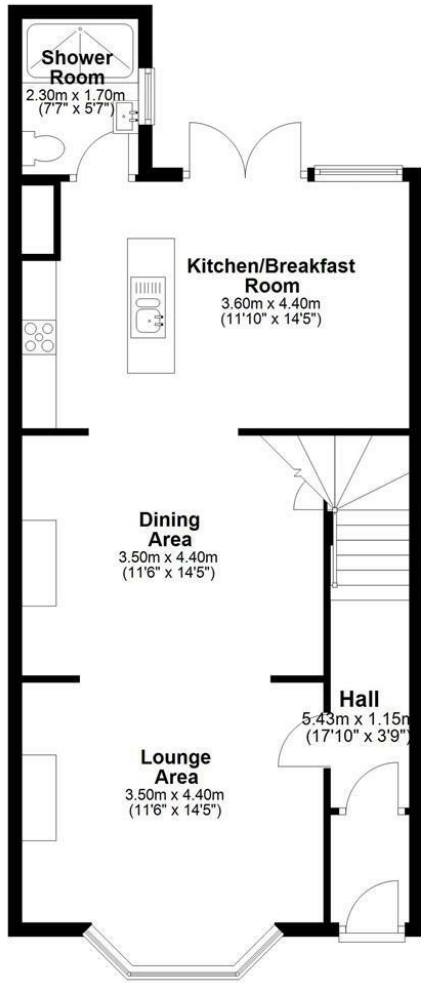 Shower
Room
2.30m x 1.70m
(7'7" x 5'7")
Kitchen/Breakfast
Room
3.60m x 4.40m
(11'10" x 14'5")
Dining
Area
3.50m x 4.40m
(11'6" x 14'5")
Hall
5.43m x 1.15m
(17'10" x 3'9")
Lounge
Area
3.50m x 4.40m
(11'6" x 14'5")